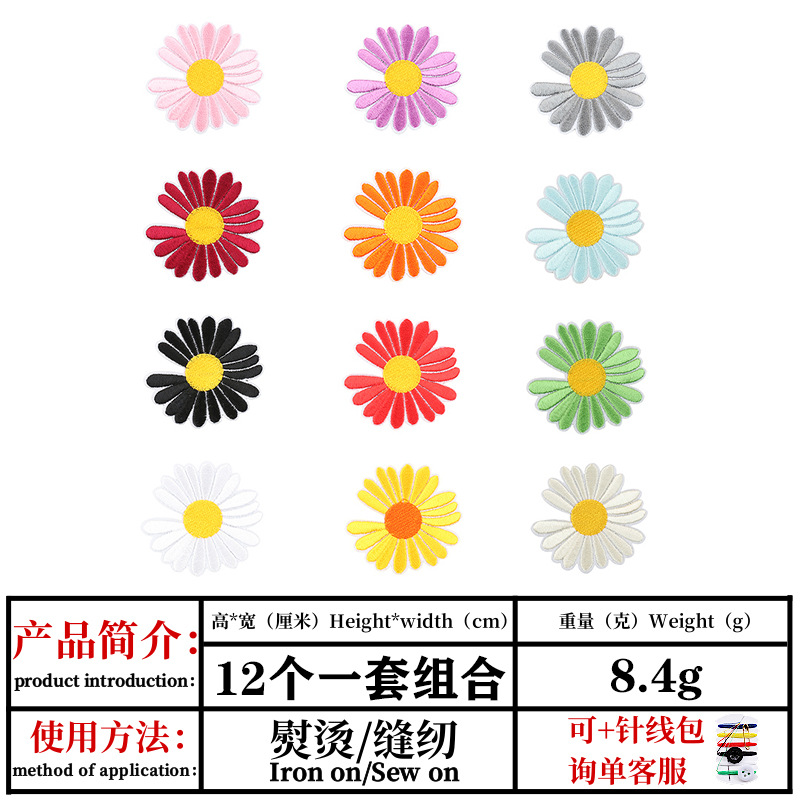 产品简介：
product introduction：
高*宽（厘米）Height*width（cm）
12个一套组合
重量（克）Weight（g）
8.4g
使用方法：
method of application：
熨烫/缝纫
Iron on/Sew on
可+针线包
询单客服